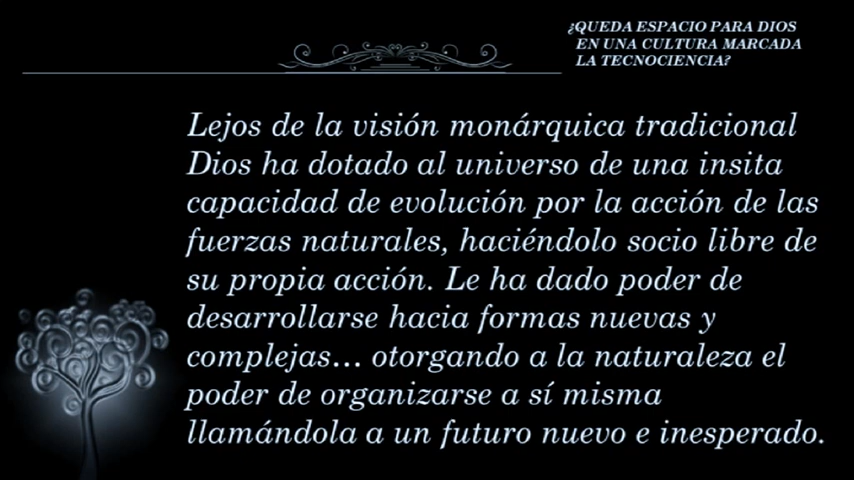 ¿QUEDA ESPACIO PARA DIOS
EN UNA CULTURA MARCADA
LA TECNOCIENCIA?
Lejos de la visión monárquica tradicional
Dios ha dotado al universo de una insita
capacidad de evolución por la acción de las
fuerzas naturales, haciéndolo socio libre de
su propia acción. Le ha dado poder de
desarrollarse hacia formas nuevas y
complejas... otorgando a la naturaleza el
poder de organizarse a sí misma
llamándola a un futuro nuevo e inesperado.